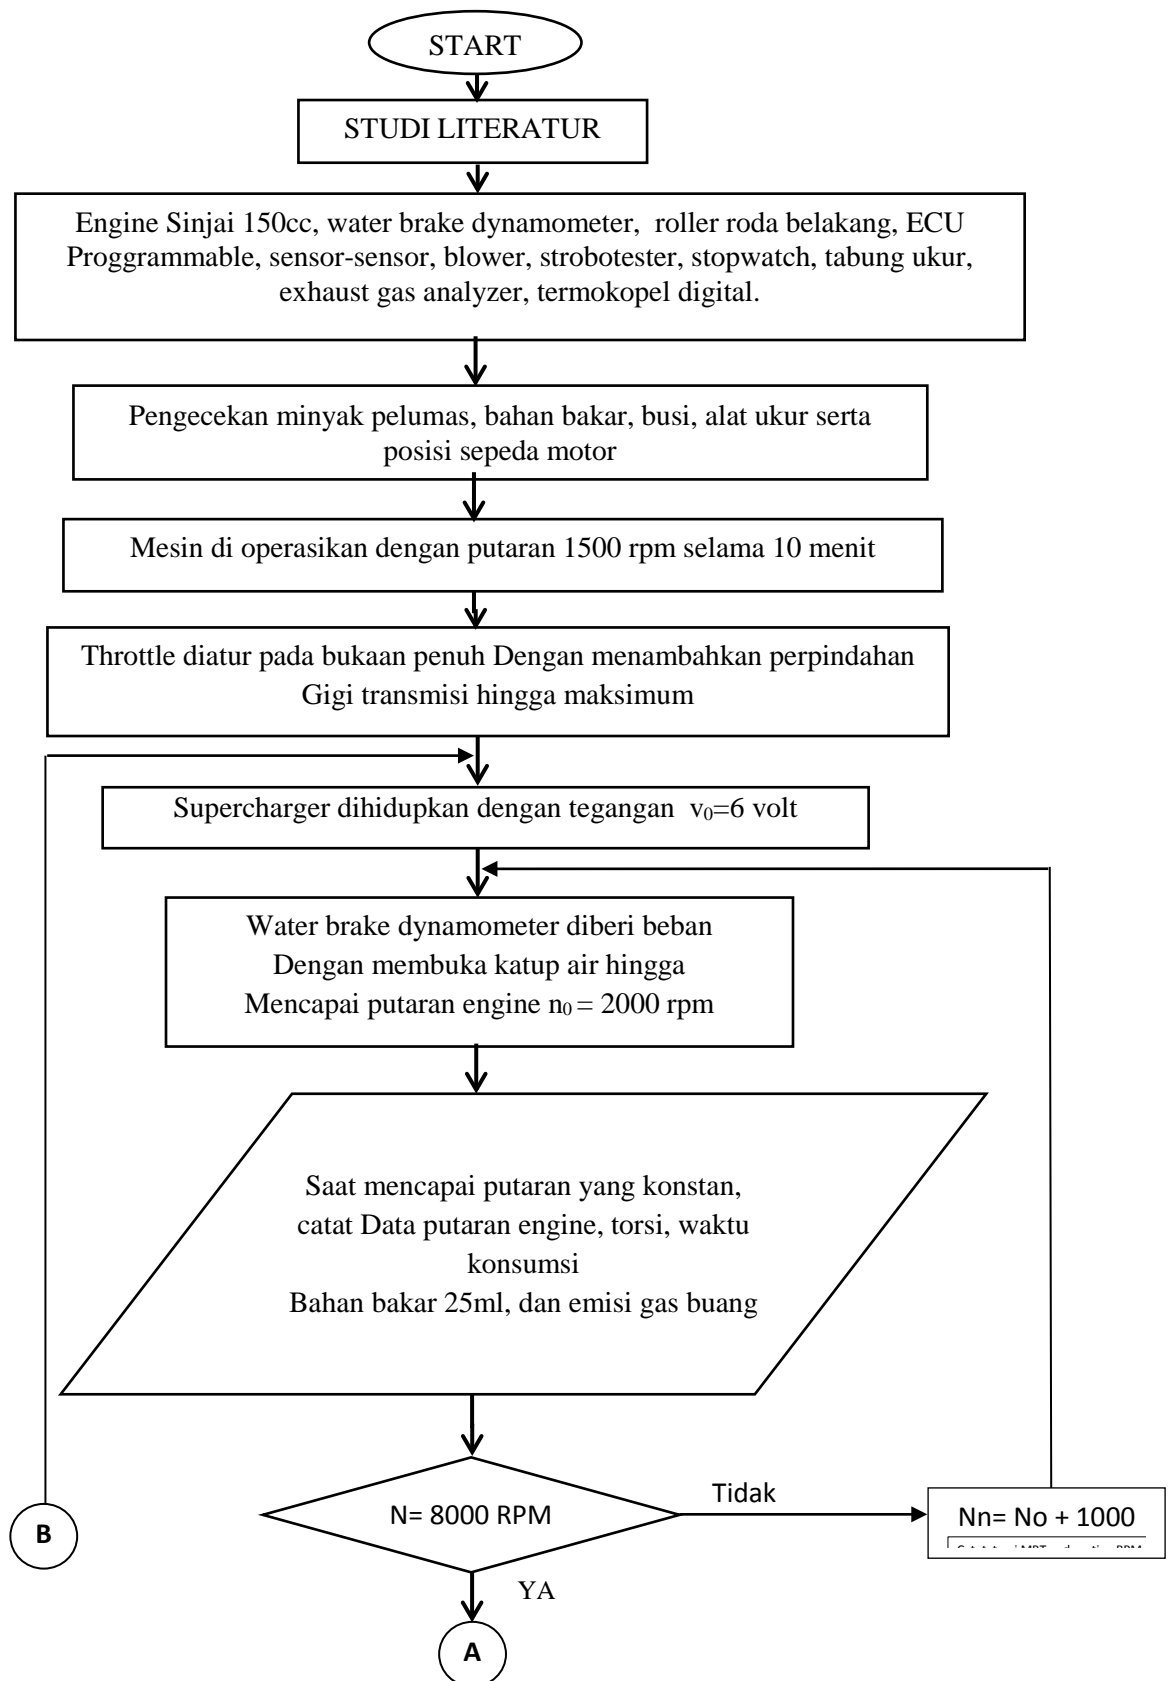 START
STUDI LITERATUR
Engine Sinjai 150cc, water brake dynamometer, roller roda belakang, ECU
Proggrammable, sensor-sensor, blower, strobotester, stopwatch, tabung ukur,
exhaust gas analyzer, termokopel digital.
Pengecekan minyak pelumas, bahan bakar, busi, alat ukur serta
posisi sepeda motor
Mesin di operasikan dengan putaran 1500 rpm selama 10 menit
Throttle diatur pada bukaan penuh Dengan menambahkan perpindahan
Gigi transmisi hingga maksimum
Supercharger dihidupkan dengan tegangan v₀=6 volt
Water brake dynamometer diberi beban
Dengan membuka katup air hingga
Mencapai putaran engine n₀ = 2000 rpm
Saat mencapai putaran yang konstan,
catat Data putaran engine, torsi, waktu
konsumsi
Bahan bakar 25ml, dan emisi gas buang
N= 8000 RPM
Tidak
Nn= No + 1000
B
YA
A